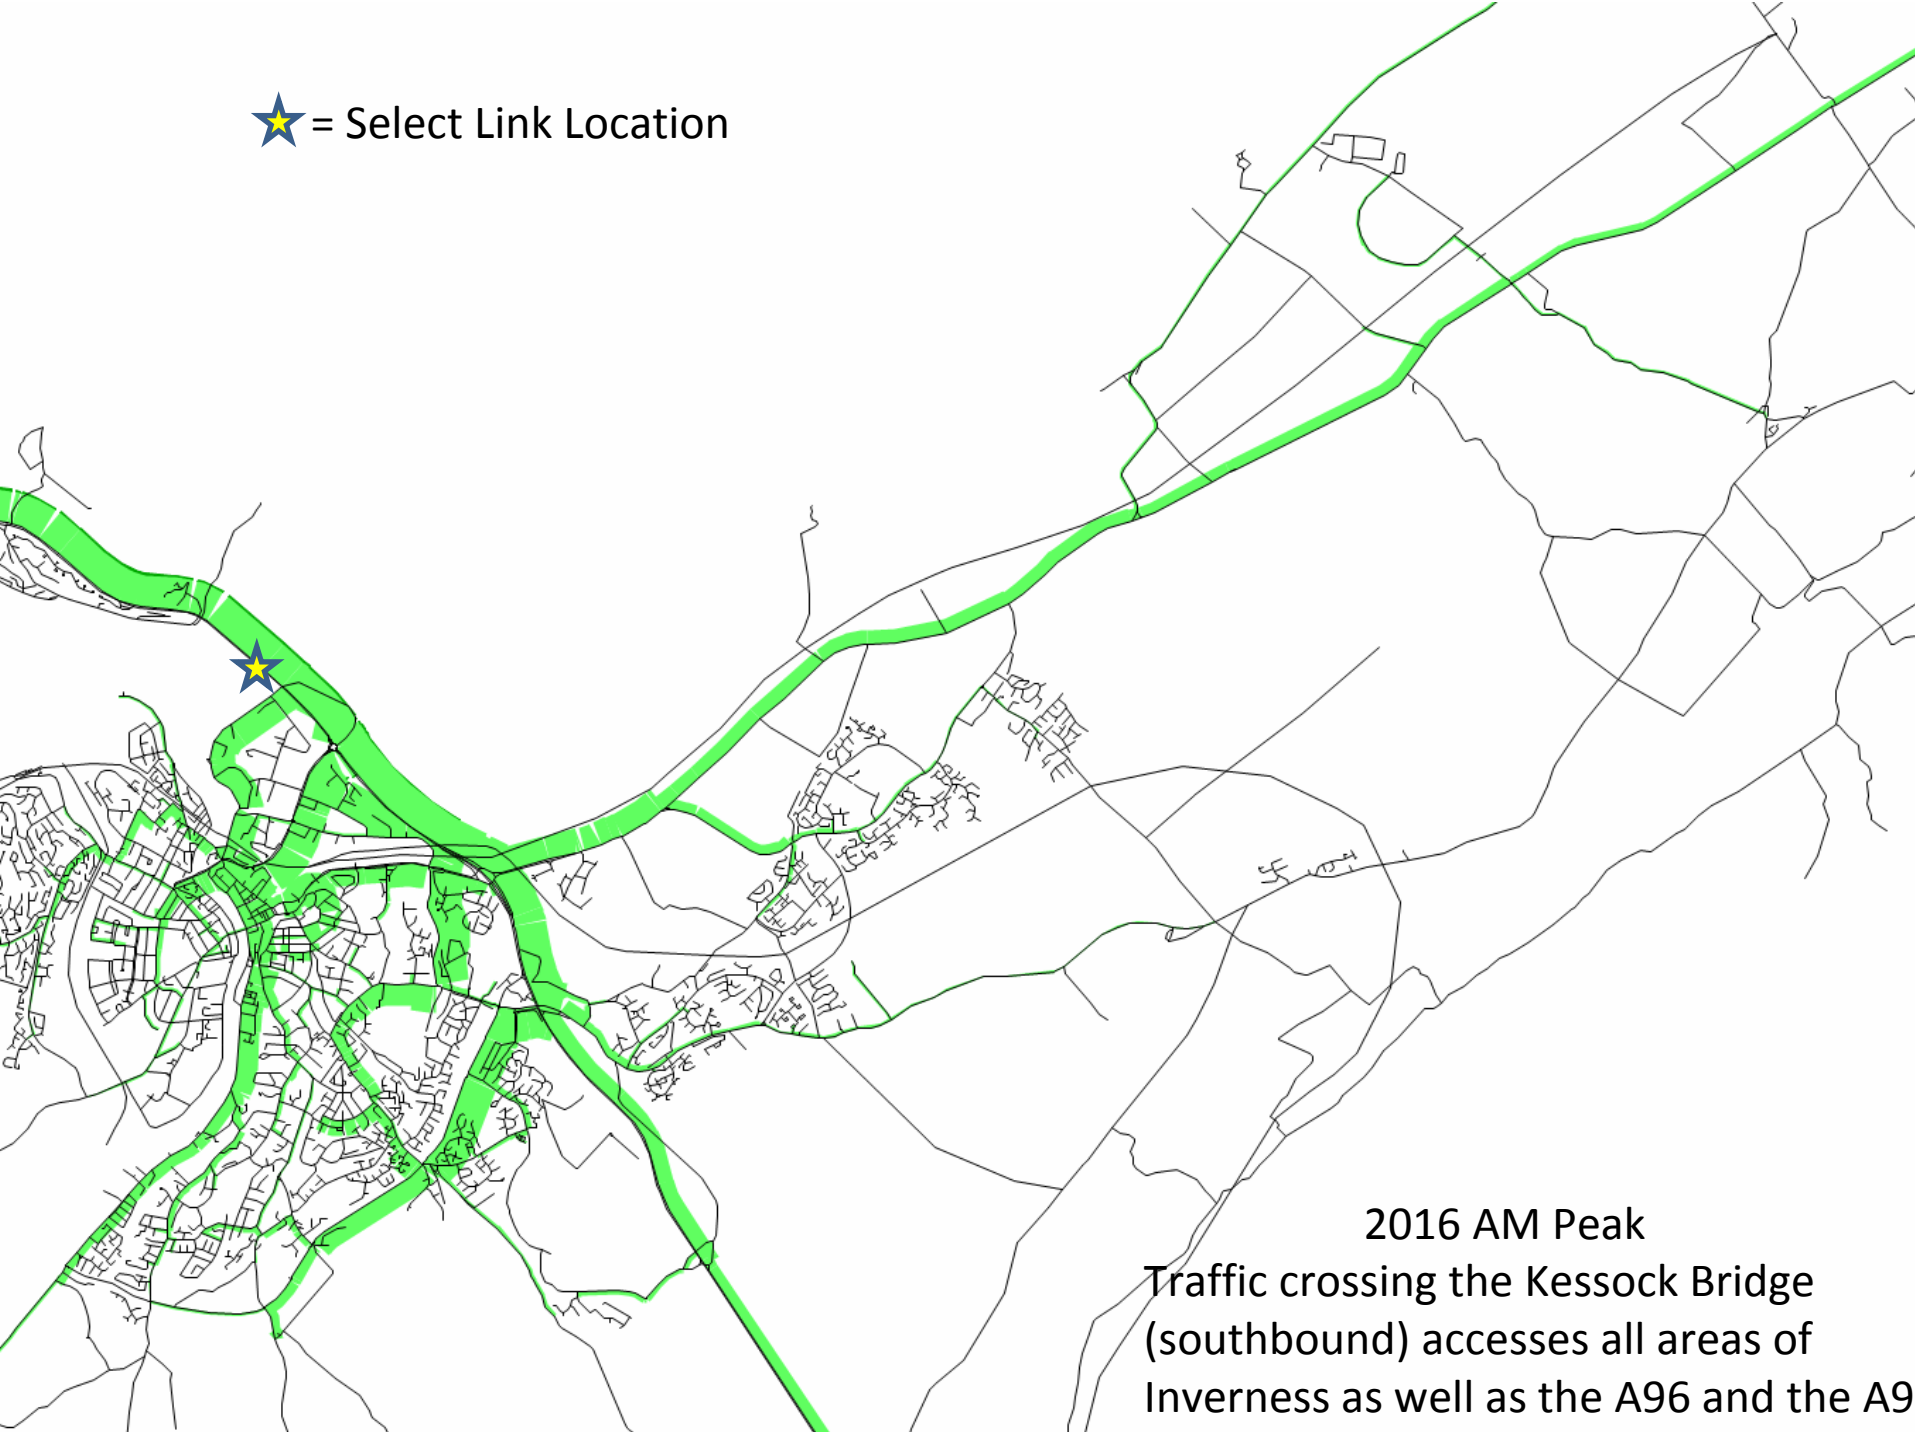 = Select Link Location
2016 AM Peak
Traffic crossing the Kessock Bridge
(southbound) accesses all areas of
Inverness as well as the A96 and the A9